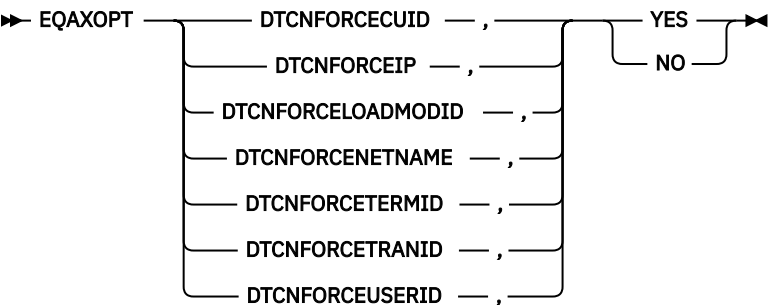 EQAXOPT DTCNFORCECUID , YES
DTCNFORCEIP , NO
DTCNFORCELOADMODID ,
DTCNFORCENETNAME ,
DTCNFORCETERMID ,
DTCNFORCETRANID ,
DTCNFORCEUSERID ,